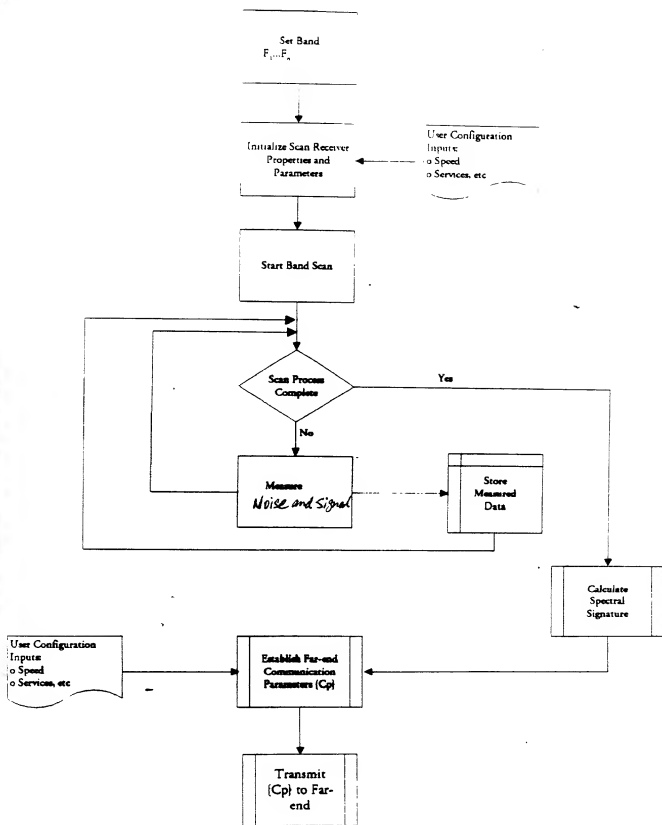 Set Band
F1...Fn
Initialize Scan Receiver
Properties and
Parameters
User Configuration
Inputs:
o Speed
o Services, etc
Start Band Scan
Scan Process
Complete
Yes
No
Measure
Noise and Signal
Store
Measured
Data
Calculate
Spectral
Signature
User Configuration
Inputs:
o Speed
o Services, etc
Establish Far-end
Communication
Parameters {Cp}
Transmit
{Cp} to Far-
end